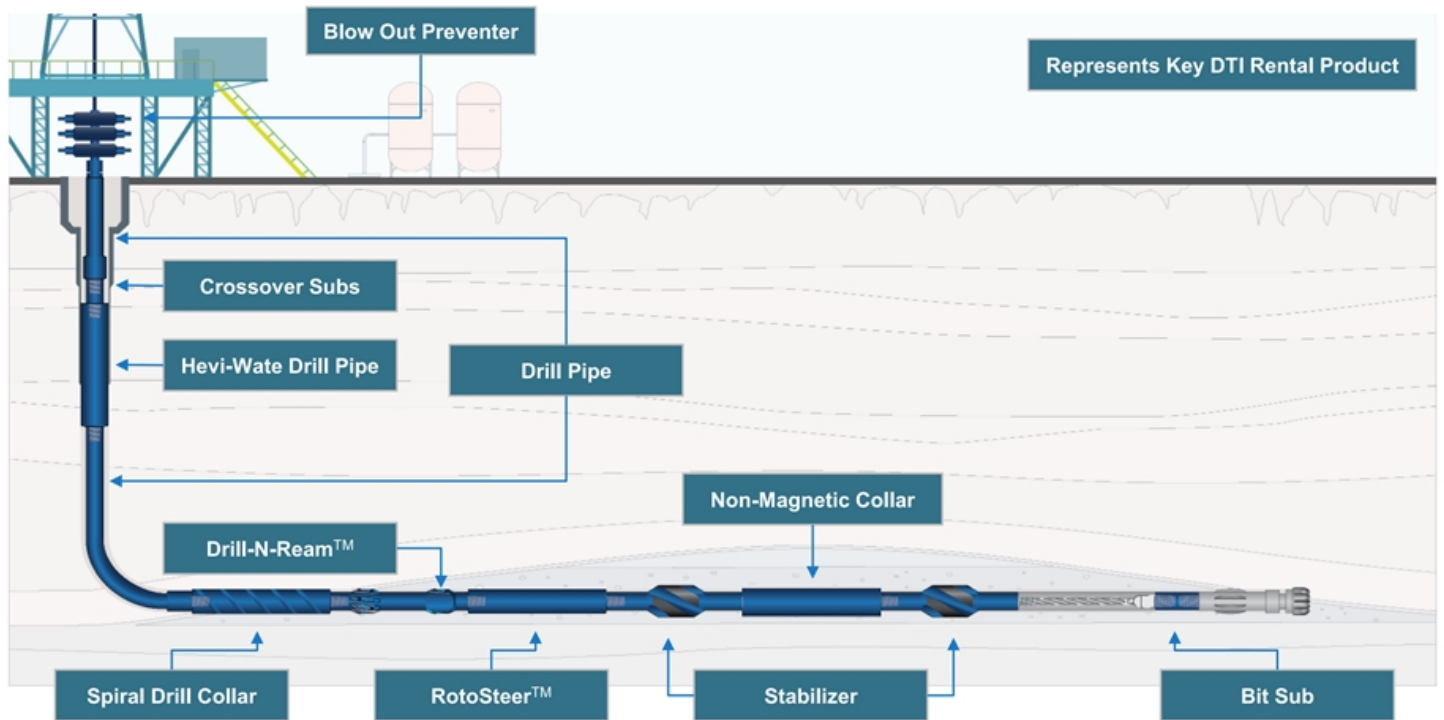 Blow Out Preventer
Represents Key DTI Rental Product
Crossover Subs
Hevi-Wate Drill Pipe
Drill Pipe
Non-Magnetic Collar
Drill-N-Ream™
Spiral Drill Collar
RotoSteer™
Stabilizer
Bit Sub